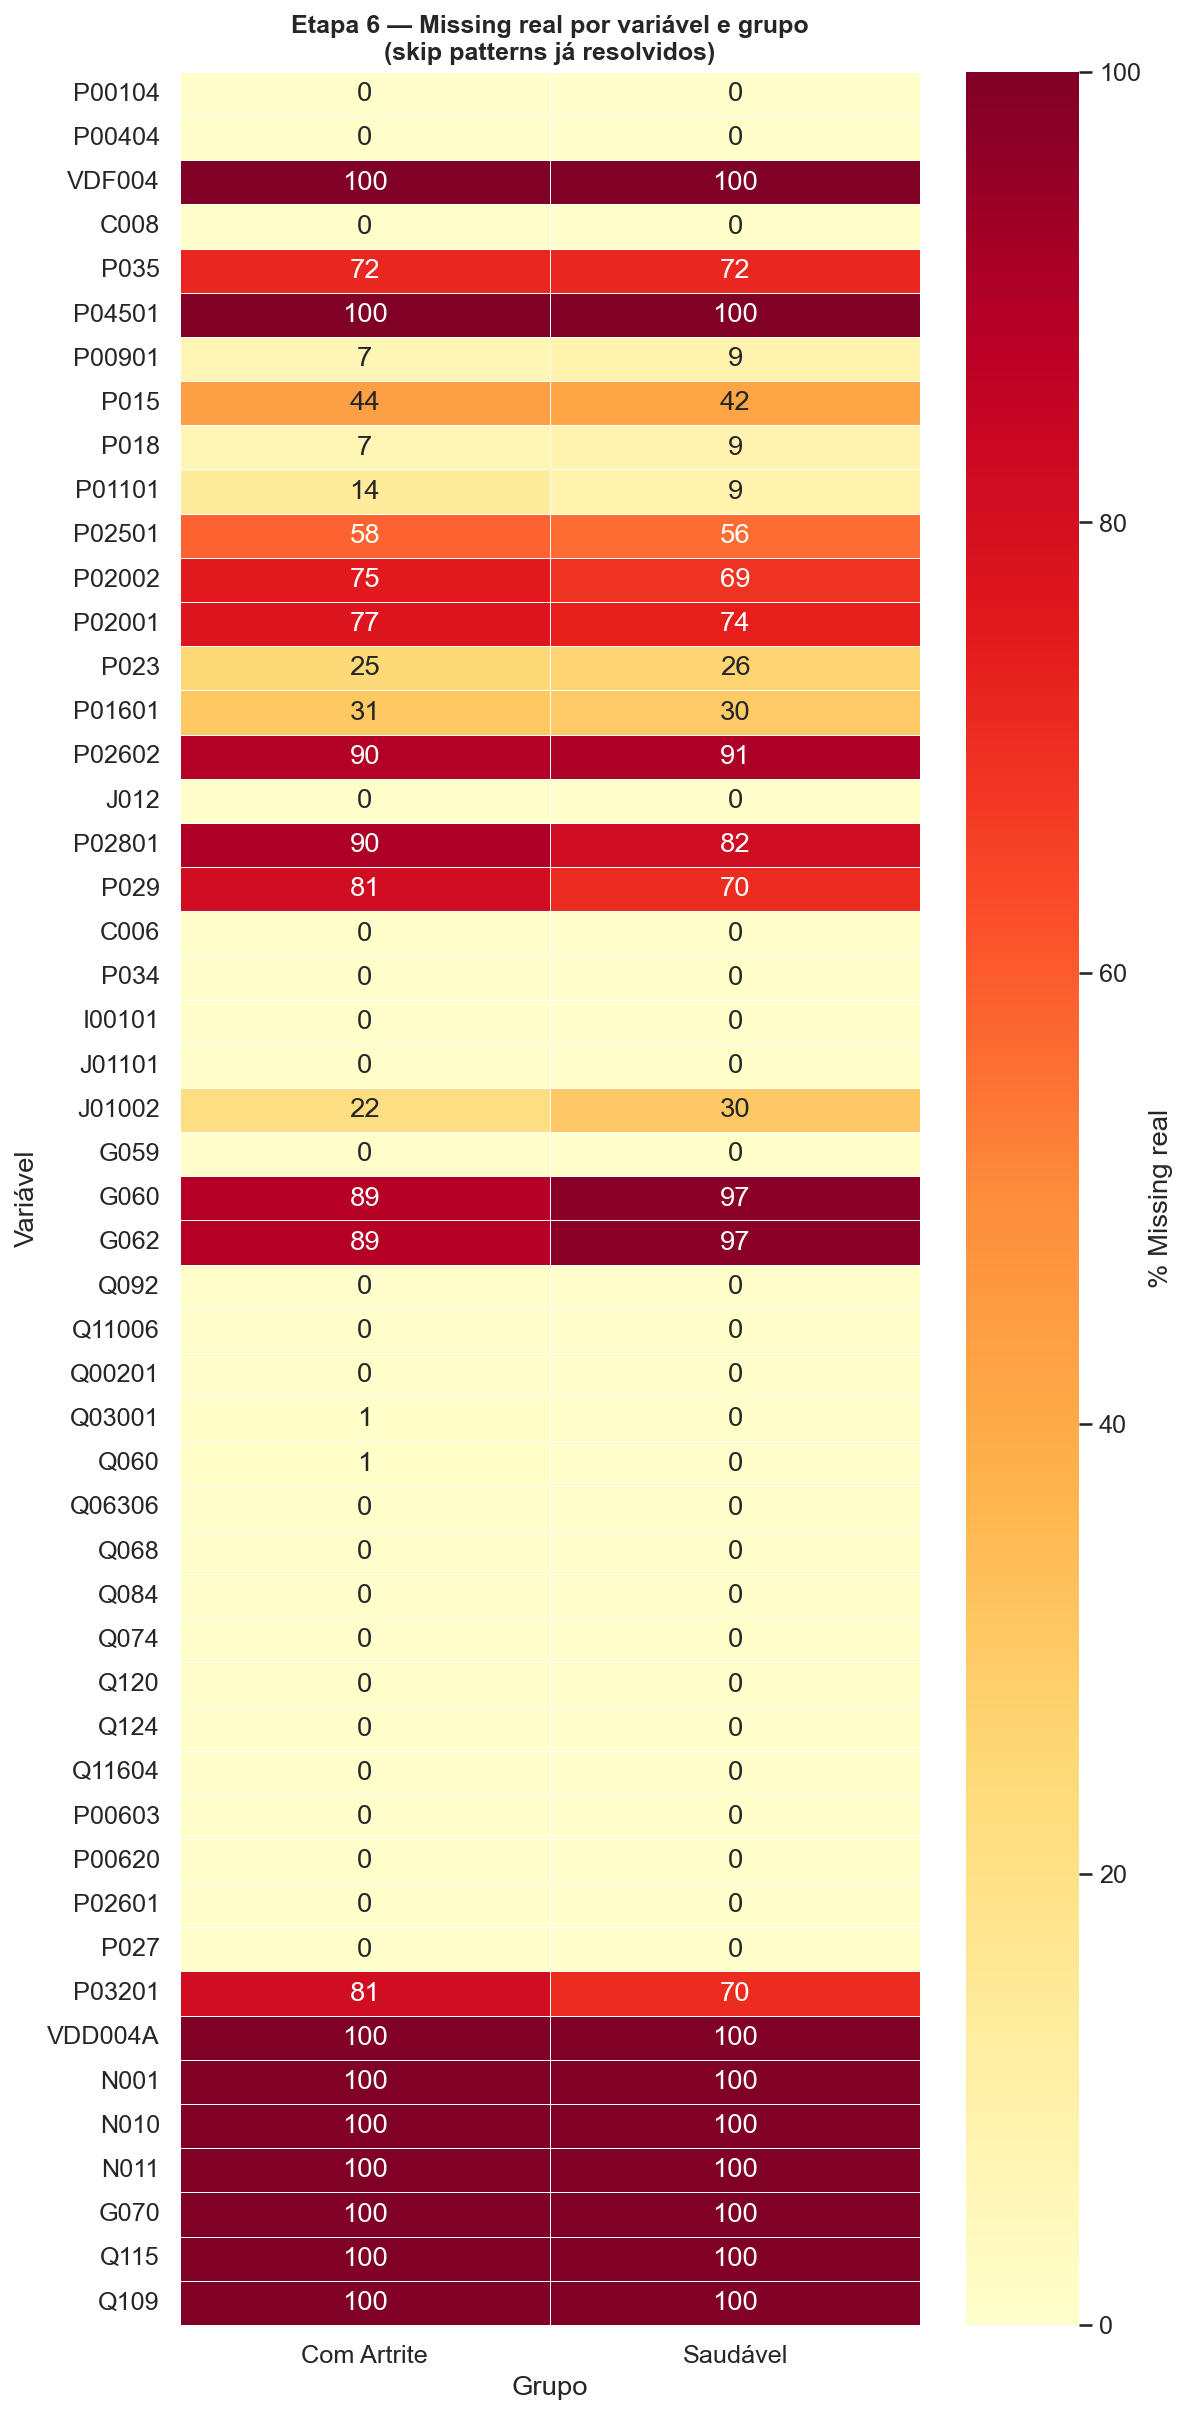 Etapa 6 — Missing real por variável e grupo
(skip patterns já resolvidos)
P00104 0 0
P00404 0 0
VDF004 100 100
C008 0 0
P035 72 72
P04501 100 100
P00901 7 9
P015 44 42
P018 7 9
P01101 14 9
P02501 58 56
P02002 75 69
P02001 77 74
P023 25 26
P01601 31 30
P02602 90 91
J012 0 0
P02801 90 82
P029 81 70
C006 0 0
P034 0 0
I00101 0 0
J01101 0 0
J01002 22 30
G059 0 0
G060 89 97
G062 89 97
Q092 0 0
Q11006 0 0
Q00201 0 0
Q03001 1 0
Q060 1 0
Q06306 0 0
Q068 0 0
Q084 0 0
Q074 0 0
Q120 0 0
Q124 0 0
Q11604 0 0
P00603 0 0
P00620 0 0
P02601 0 0
P027 0 0
P03201 81 70
VDD004A 100 100
N001 100 100
N010 100 100
N011 100 100
G070 100 100
Q115 100 100
Q109 100 100
Com Artrite Saudável
Grupo
Variável
100
80
60
40
20
0
% Missing real